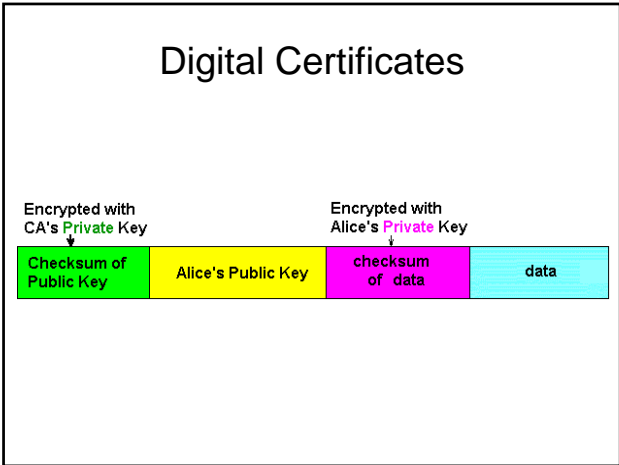 Digital Certificates
Encrypted with
CA's Private Key
Encrypted with
Alice's Private Key
Checksum of
Public Key
Alice's Public Key
checksum
of data
data